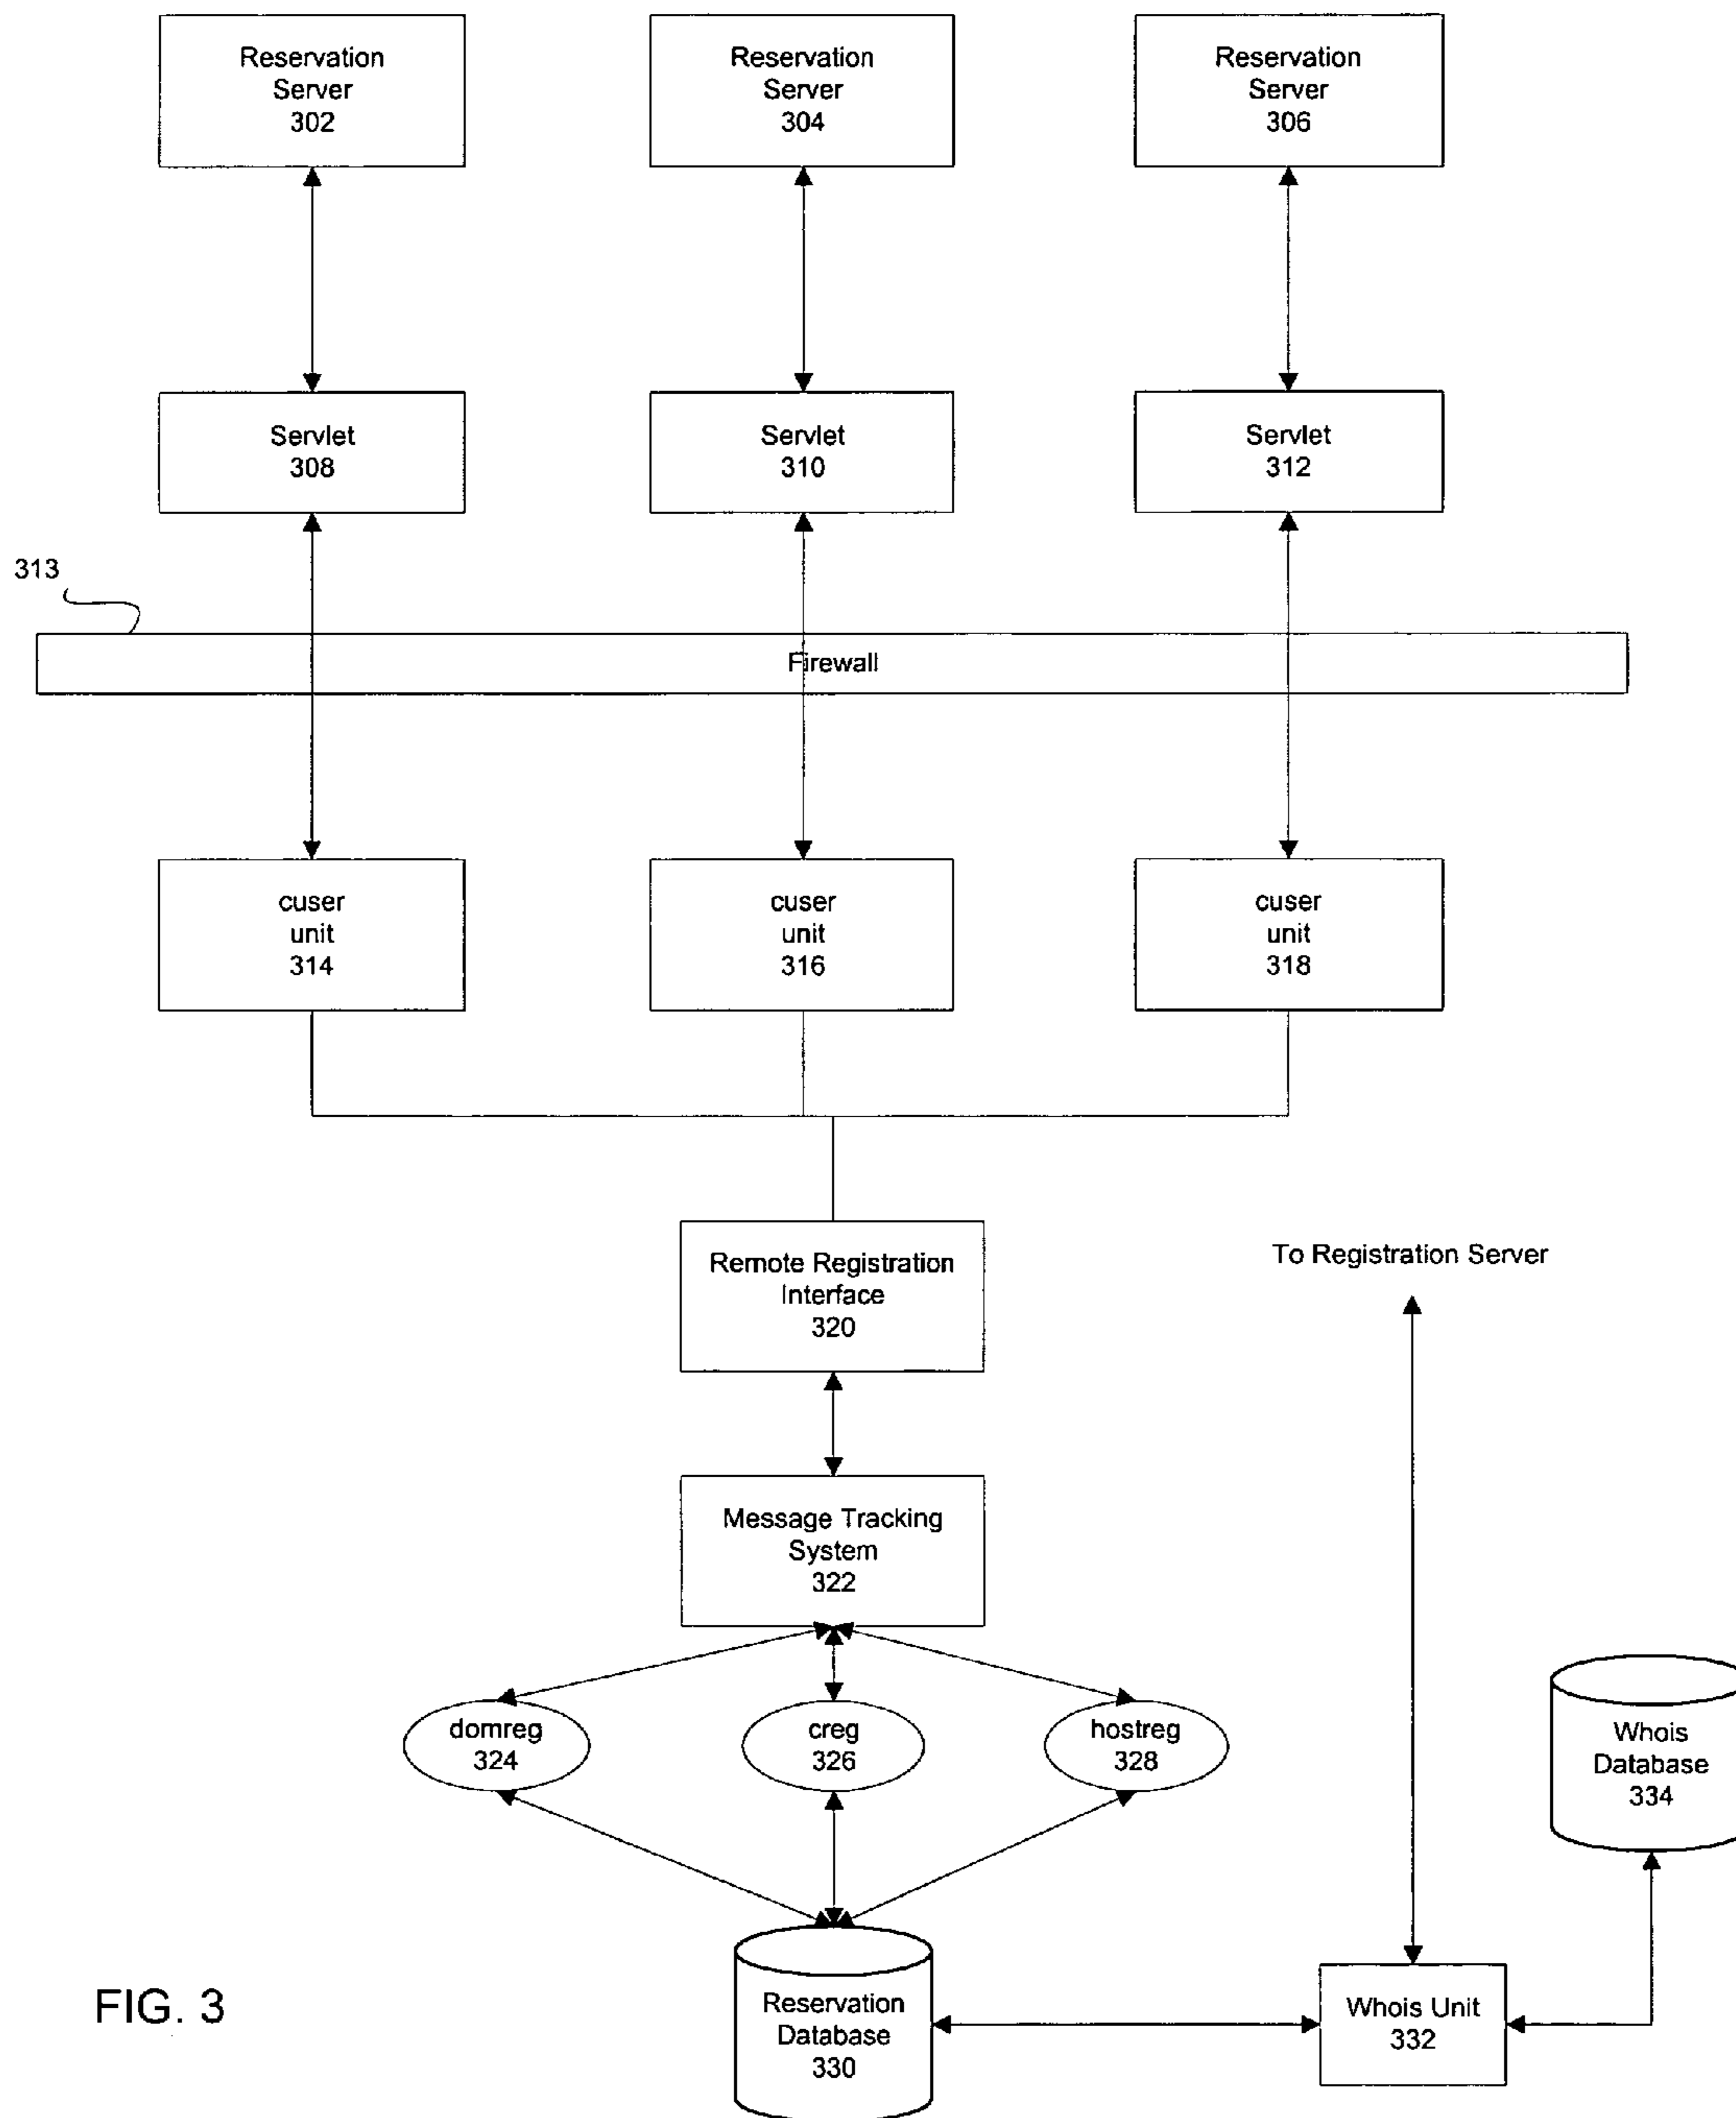 Reservation
Server
302
Reservation
Server
304
Reservation
Server
306
Servlet
308
Servlet
310
Servlet
312
313
Firewall
cuser
unit
314
cuser
unit
316
cuser
unit
318
Remote Registration
Interface
320
To Registration Server
Message Tracking
System
322
domreg
324
creg
326
hostreg
328
Whois
Database
334
Reservation
Database
330
Whois Unit
332
FIG. 3